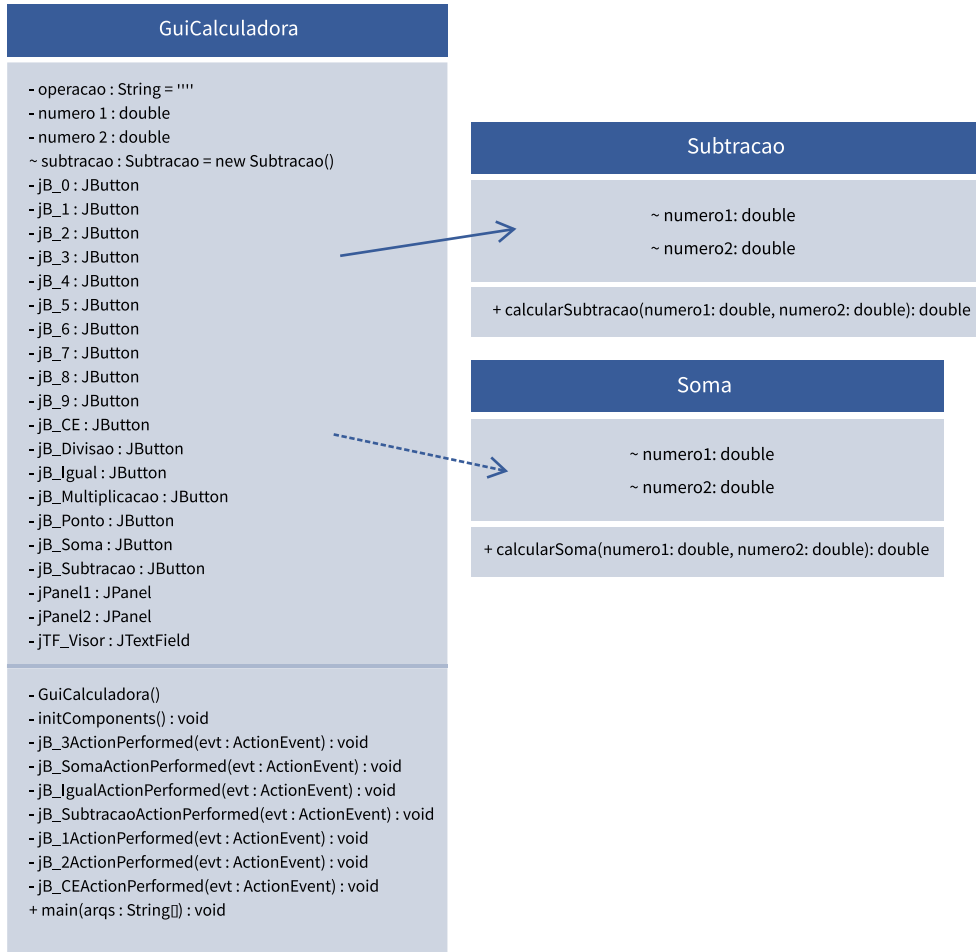 GuiCalculadora
- operacao : String = ''''
- numero 1 : double
- numero 2 : double
~ subtracao : Subtracao = new Subtracao()
- jB_0 : JButton
- jB_1 : JButton
- jB_2 : JButton
- jB_3 : JButton
- jB_4 : JButton
- jB_5 : JButton
- jB_6 : JButton
- jB_7 : JButton
- jB_8 : JButton
- jB_9 : JButton
- jB_CE : JButton
- jB_Divisao : JButton
- jB_Igual : JButton
- jB_Multiplicacao : JButton
- jB_Ponto : JButton
- jB_Soma : JButton
- jB_Subtracao : JButton
- jPanel1 : JPanel
- jPanel2 : JPanel
- jTF_Visor : JTextField
- GuiCalculadora()
- initComponents() : void
- jB_3ActionPerformed(evt : ActionEvent) : void
- jB_SomaActionPerformed(evt : ActionEvent) : void
- jB_IgualActionPerformed(evt : ActionEvent) : void
- jB_SubtracaoActionPerformed(evt : ActionEvent) : void
- jB_1ActionPerformed(evt : ActionEvent) : void
- jB_2ActionPerformed(evt : ActionEvent) : void
- jB_CEActionPerformed(evt : ActionEvent) : void
+ main(arqs : String[]) : void
Subtracao
~ numero1: double
~ numero2: double
+ calcularSubtracao(numero1: double, numero2: double): double
Soma
~ numero1: double
~ numero2: double
+ calcularSoma(numero1: double, numero2: double): double